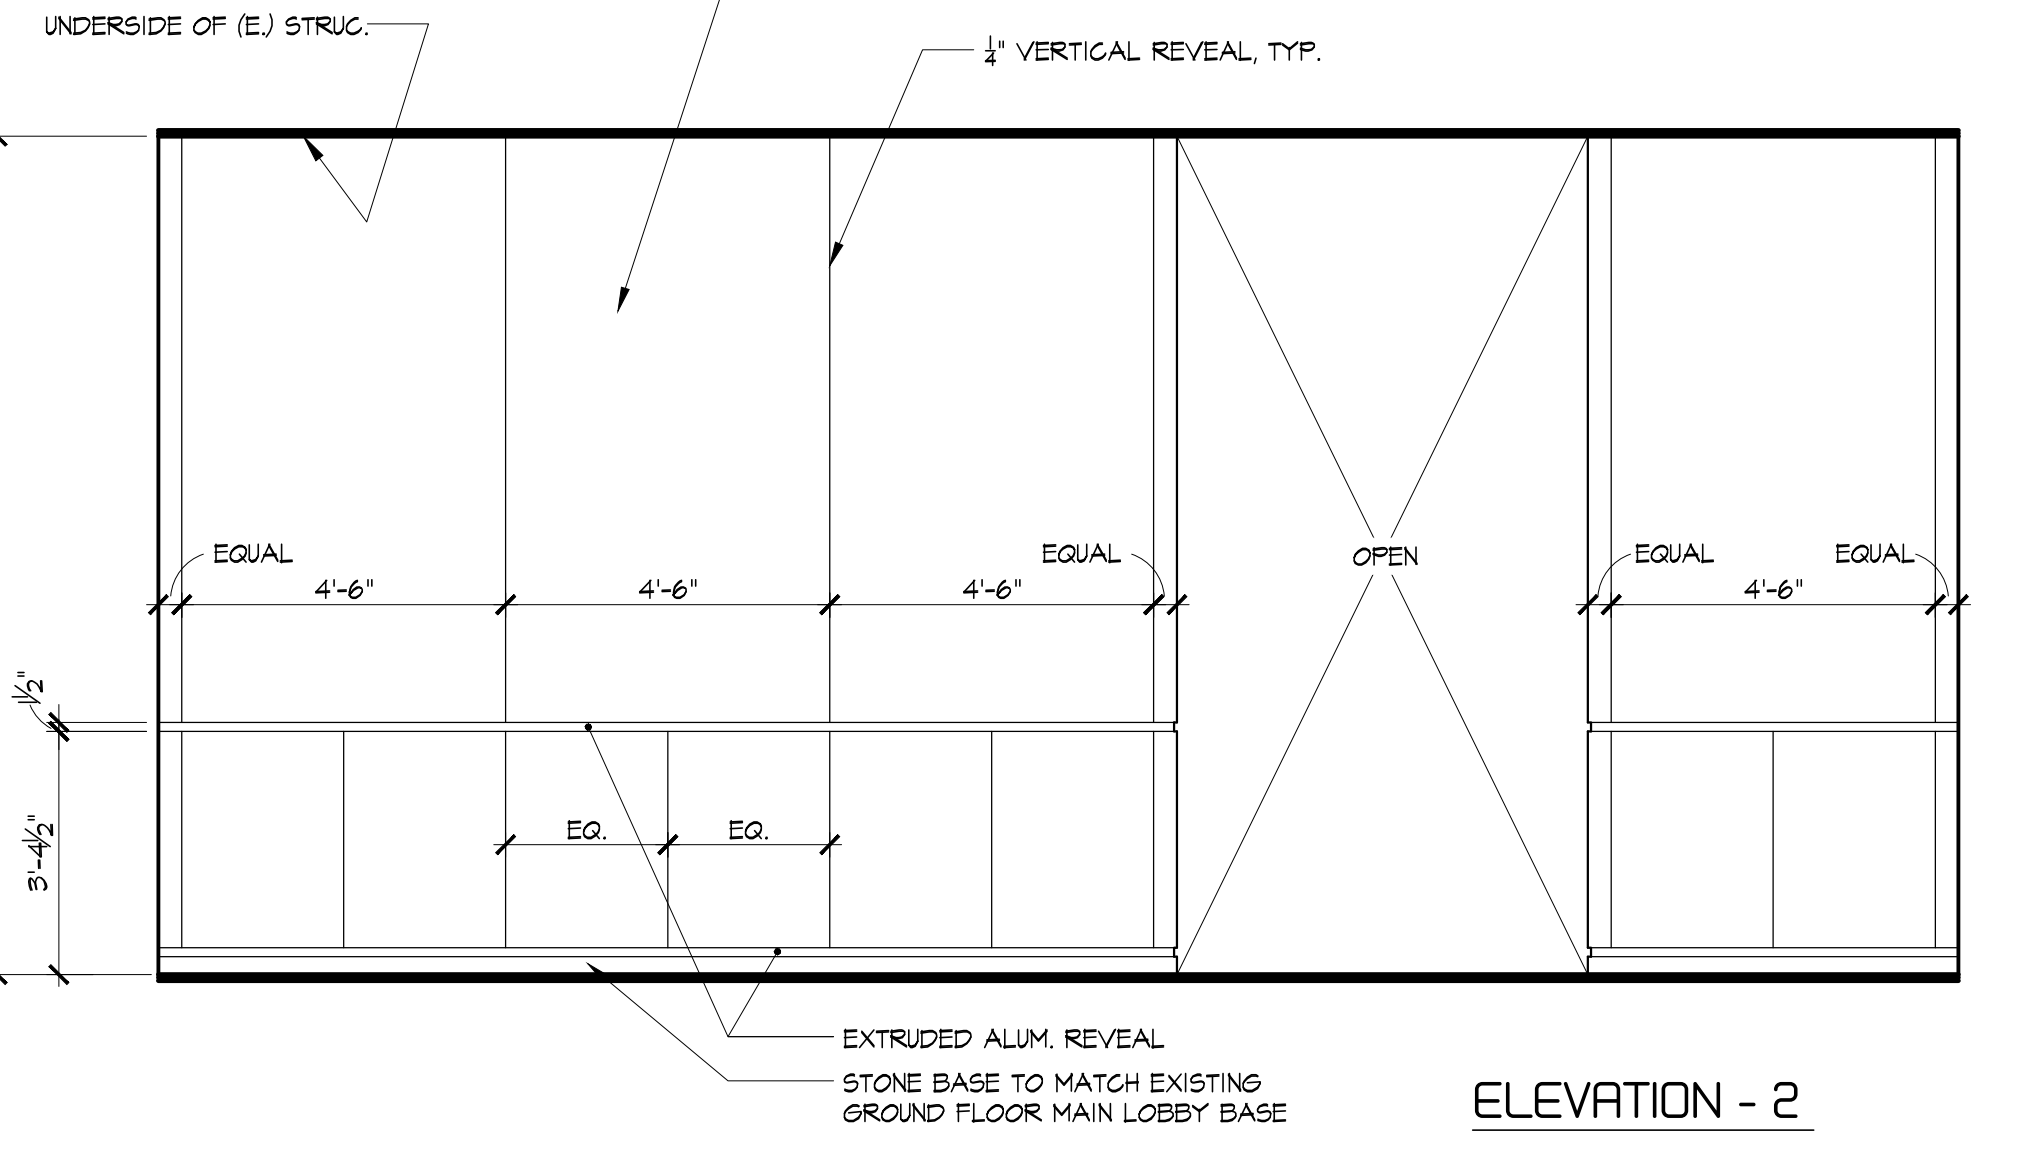 UNDERSIDE OF (E.) STRUC.
1/4" VERTICAL REVEAL, TYP.
EQUAL
EQUAL
OPEN
EQUAL
EQUAL
4'-6"
4'-6"
4'-6"
4'-6"
1 1/2"
EQ.
EQ.
3'-4 1/2"
EXTRUDED ALUM. REVEAL
STONE BASE TO MATCH EXISTING
GROUND FLOOR MAIN LOBBY BASE
ELEVATION - 2